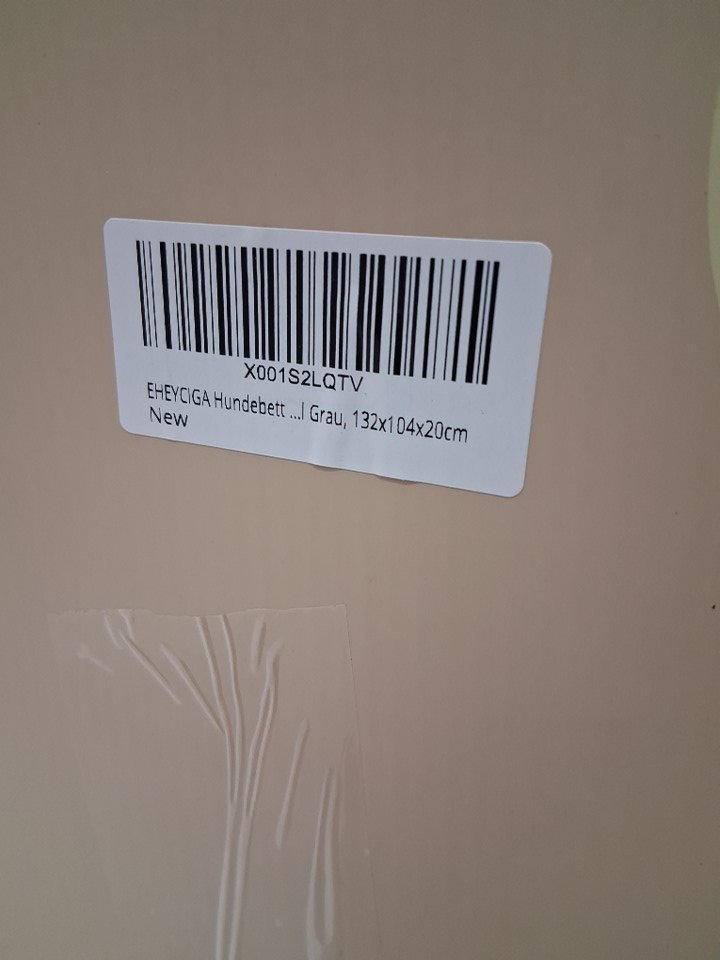 X001S2LQTV
EHEYCIGA Hundebett ...l Grau, 132x104x20cm
New